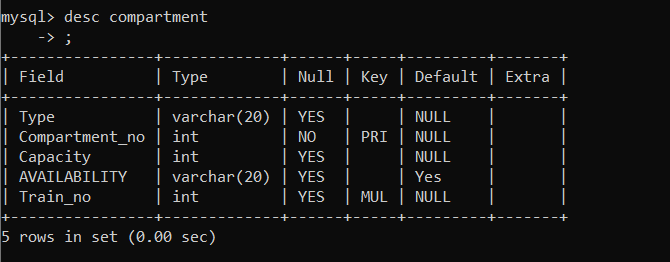 mysql> desc compartment
    -> ;
+----------------+-------------+------+-----+---------+-------+
| Field          | Type        | Null | Key | Default | Extra |
+----------------+-------------+------+-----+---------+-------+
| Type           | varchar(20) | YES  |     | NULL    |       |
| Compartment_no | int         | NO   | PRI | NULL    |       |
| Capacity       | int         | YES  |     | NULL    |       |
| AVAILABILITY   | varchar(20) | YES  |     | Yes     |       |
| Train_no       | int         | YES  | MUL | NULL    |       |
+----------------+-------------+------+-----+---------+-------+
5 rows in set (0.00 sec)